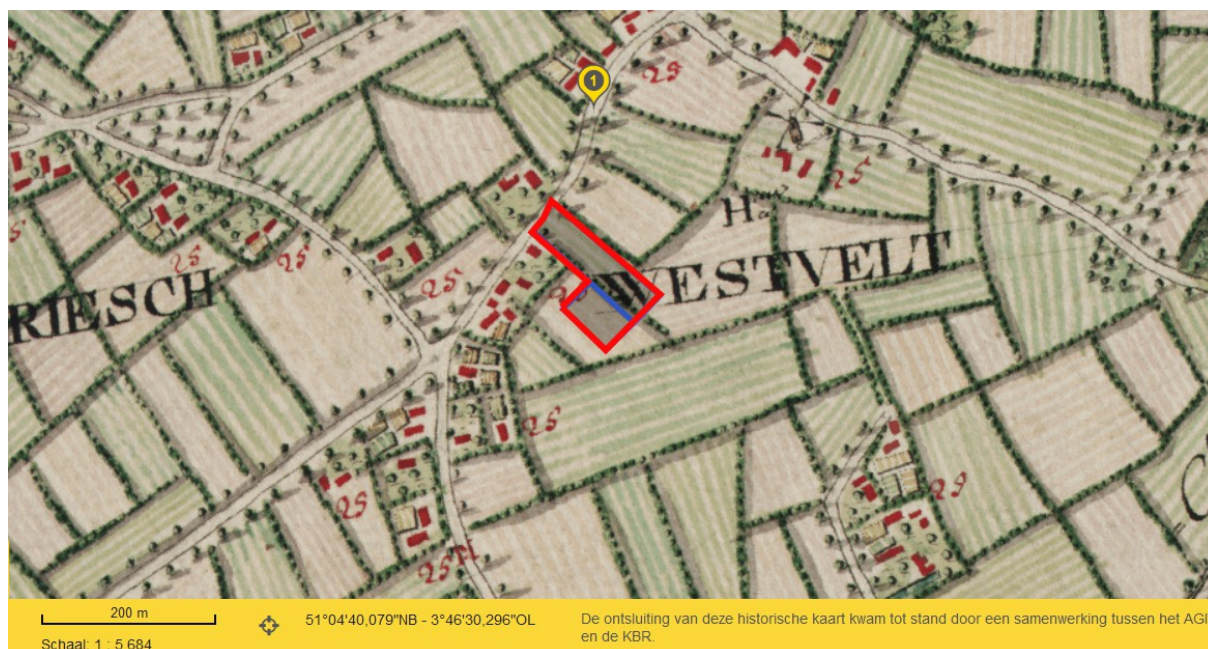 1
25
25
25
H
WESTVELT
25
25
25
RIESCH
25
25
25
200 m
51°04'40,079"NB - 3°46'30,296"OL
De ontsluiting van deze historische kaart kwam tot stand door een samenwerking tussen het AGI
en de KBR.
Schaal: 1 : 5 684